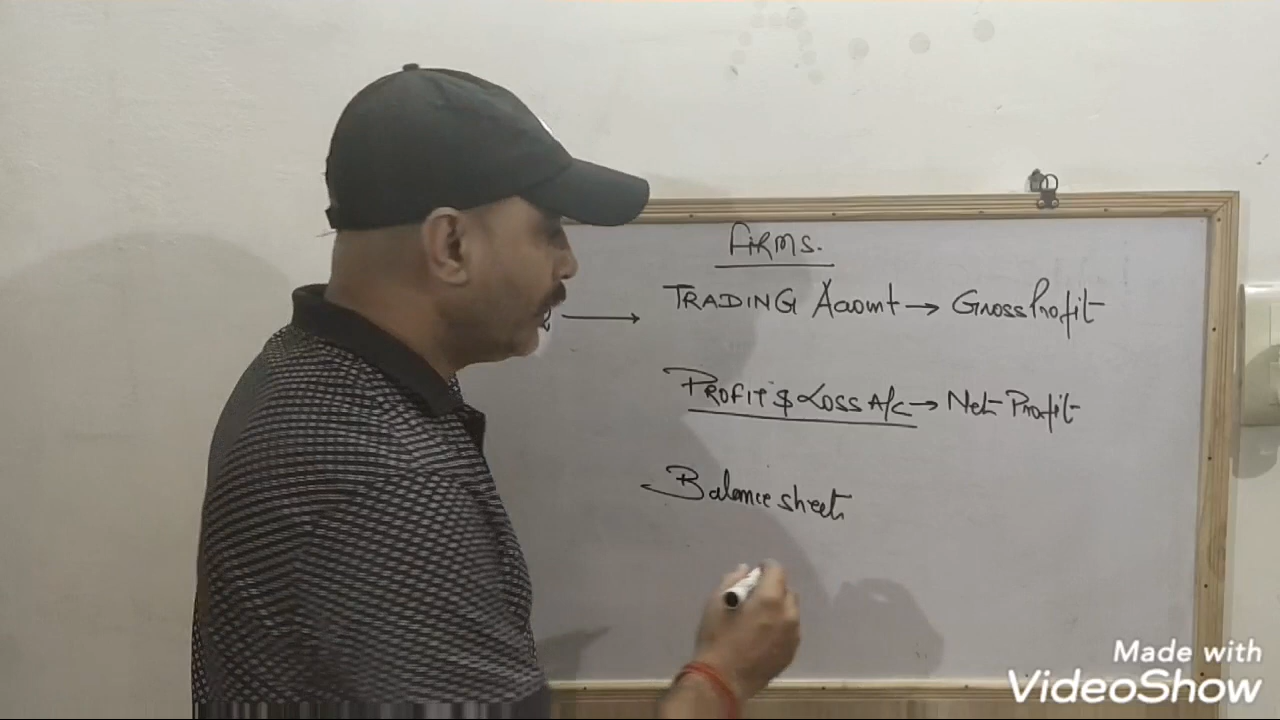 FIRMS.
TRADING Account → Gross Profit
PROFIT & LOSS A/c → Net Profit
Balance sheet
Made with
VideoShow